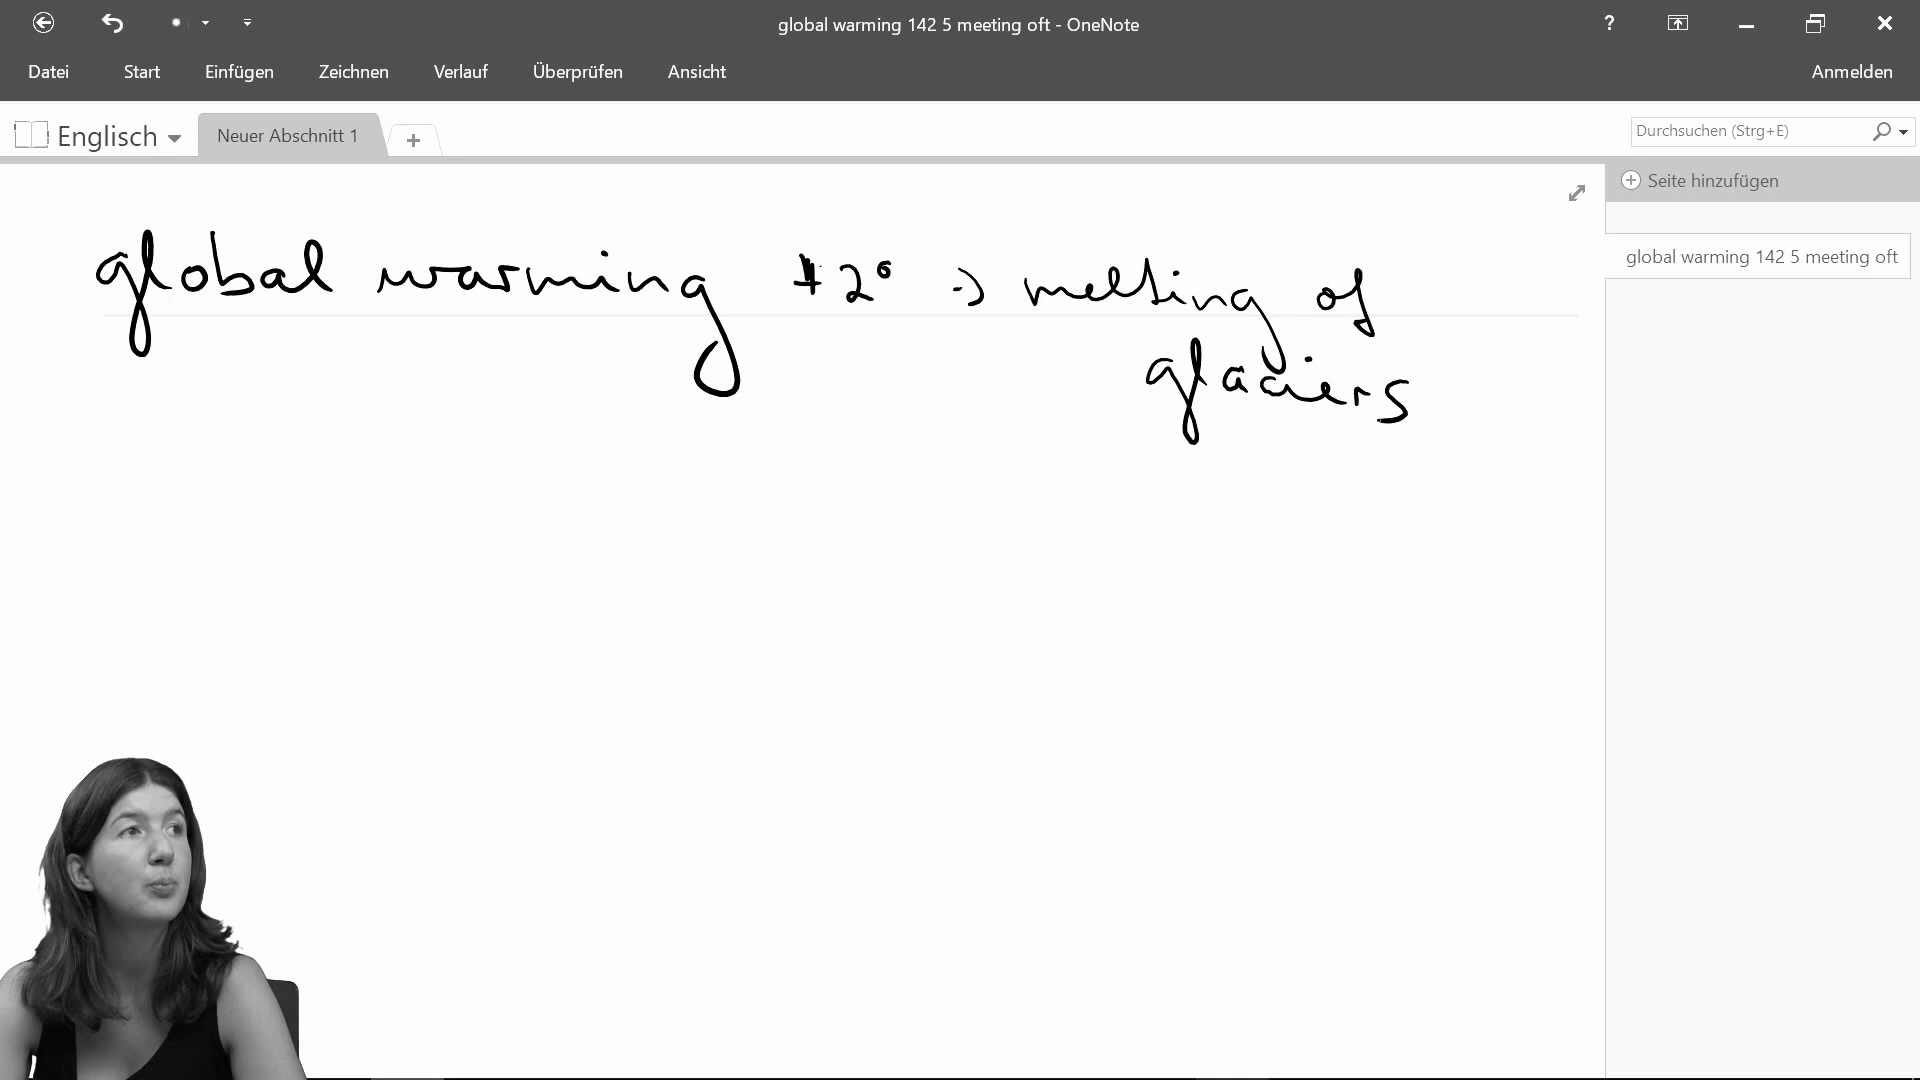 global warming 142 5 meeting oft - OneNote
?
Datei Start Einfügen Zeichnen Verlauf Überprüfen Ansicht Anmelden
Englisch Neuer Abschnitt 1 + Durchsuchen (Strg+E)
Seite hinzufügen
global warming 142 5 meeting oft
global warming +2° → melting of
glaciers